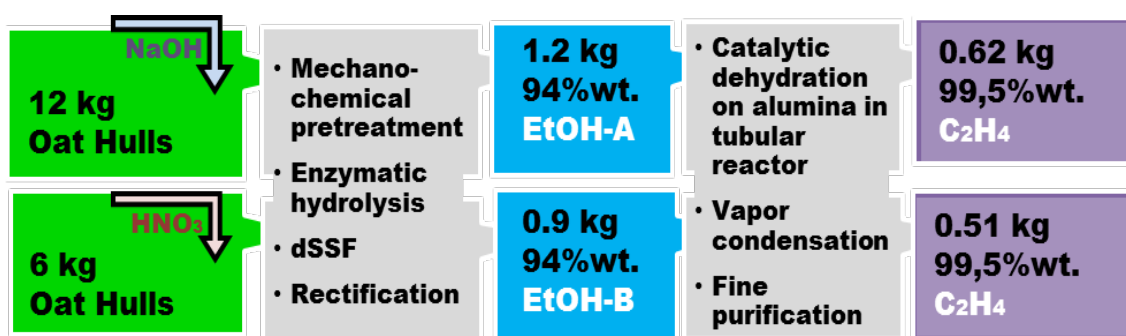 NaOH
12 kg
Oat Hulls
HNO₃
6 kg
Oat Hulls
• Mechano-
chemical
pretreatment
• Enzymatic
hydrolysis
• dSSF
• Rectification
1.2 kg
94%wt.
EtOH-A
0.9 kg
94%wt.
EtOH-B
• Catalytic
dehydration
on alumina in
tubular
reactor
• Vapor
condensation
• Fine
purification
0.62 kg
99,5%wt.
C₂H₄
0.51 kg
99,5%wt.
C₂H₄